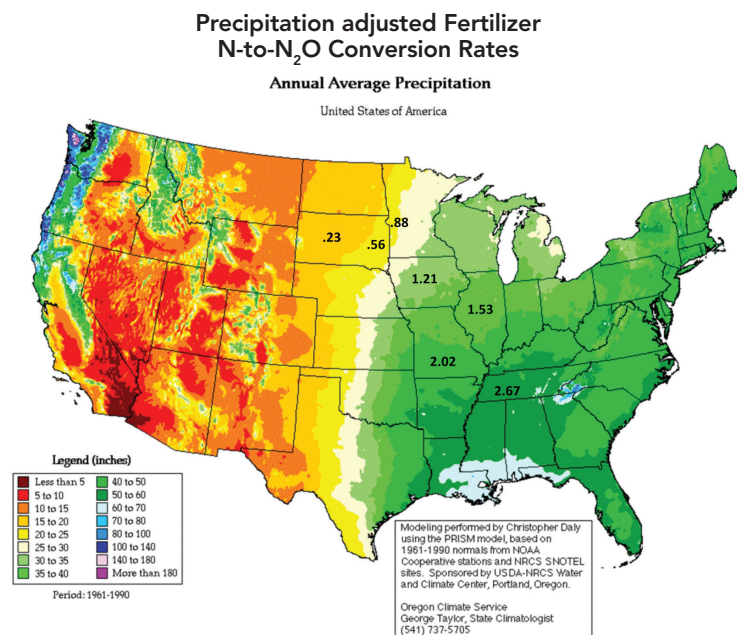 Precipitation adjusted Fertilizer
N-to-N₂O Conversion Rates
Annual Average Precipitation
United States of America
.88
.23
.56
1.21
1.53
2.02
2.67
Legend (inches)
Less than 5
5 to 10
10 to 15
15 to 20
20 to 25
25 to 30
30 to 35
35 to 40
40 to 50
50 to 60
60 to 70
70 to 80
80 to 100
100 to 140
140 to 180
More than 180
Period: 1961-1990
Modeling performed by Christopher Daly
using the PRISM model, based on
1961-1990 normals from NOAA
Cooperative stations and NRCS SNOTEL
sites. Sponsored by USDA-NRCS Water
and Climate Center, Portland, Oregon.
Oregon Climate Service
George Taylor, State Climatologist
(541) 737-5705